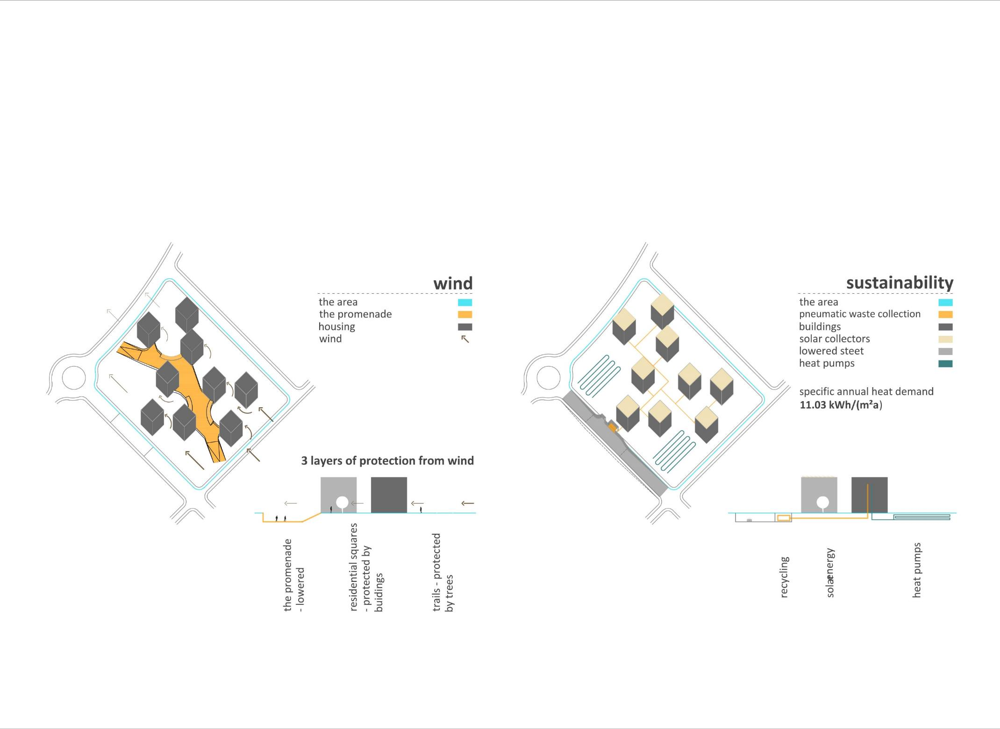 wind
the area
the promenade
housing
wind
3 layers of protection from wind
the promenade
- lowered
residential squares
- protected by
buidings
trails - protected
by trees
sustainability
the area
pneumatic waste collection
buildings
solar collectors
lowered steet
heat pumps
specific annual heat demand
11.03 kWh/(m²a)
recycling
solar energy
heat pumps